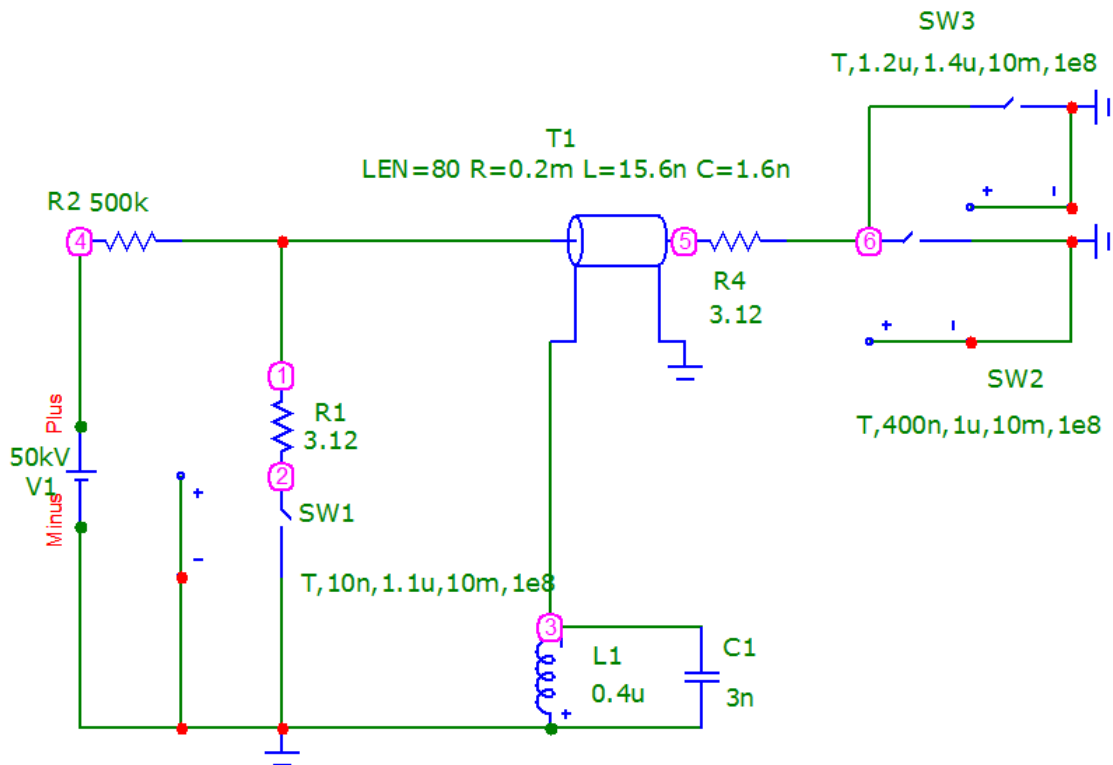 SW3
T,1.2u,1.4u,10m,1e8
T1
LEN=80 R=0.2m L=15.6n C=1.6n
R2 500k
+ -
4
5
6
R4
3.12
+ -
SW2
T,400n,1u,10m,1e8
1
R1
3.12
Plus
50kV
V1
Minus
2
+
-
SW1
T,10n,1.1u,10m,1e8
3
L1
0.4u
+
C1
3n